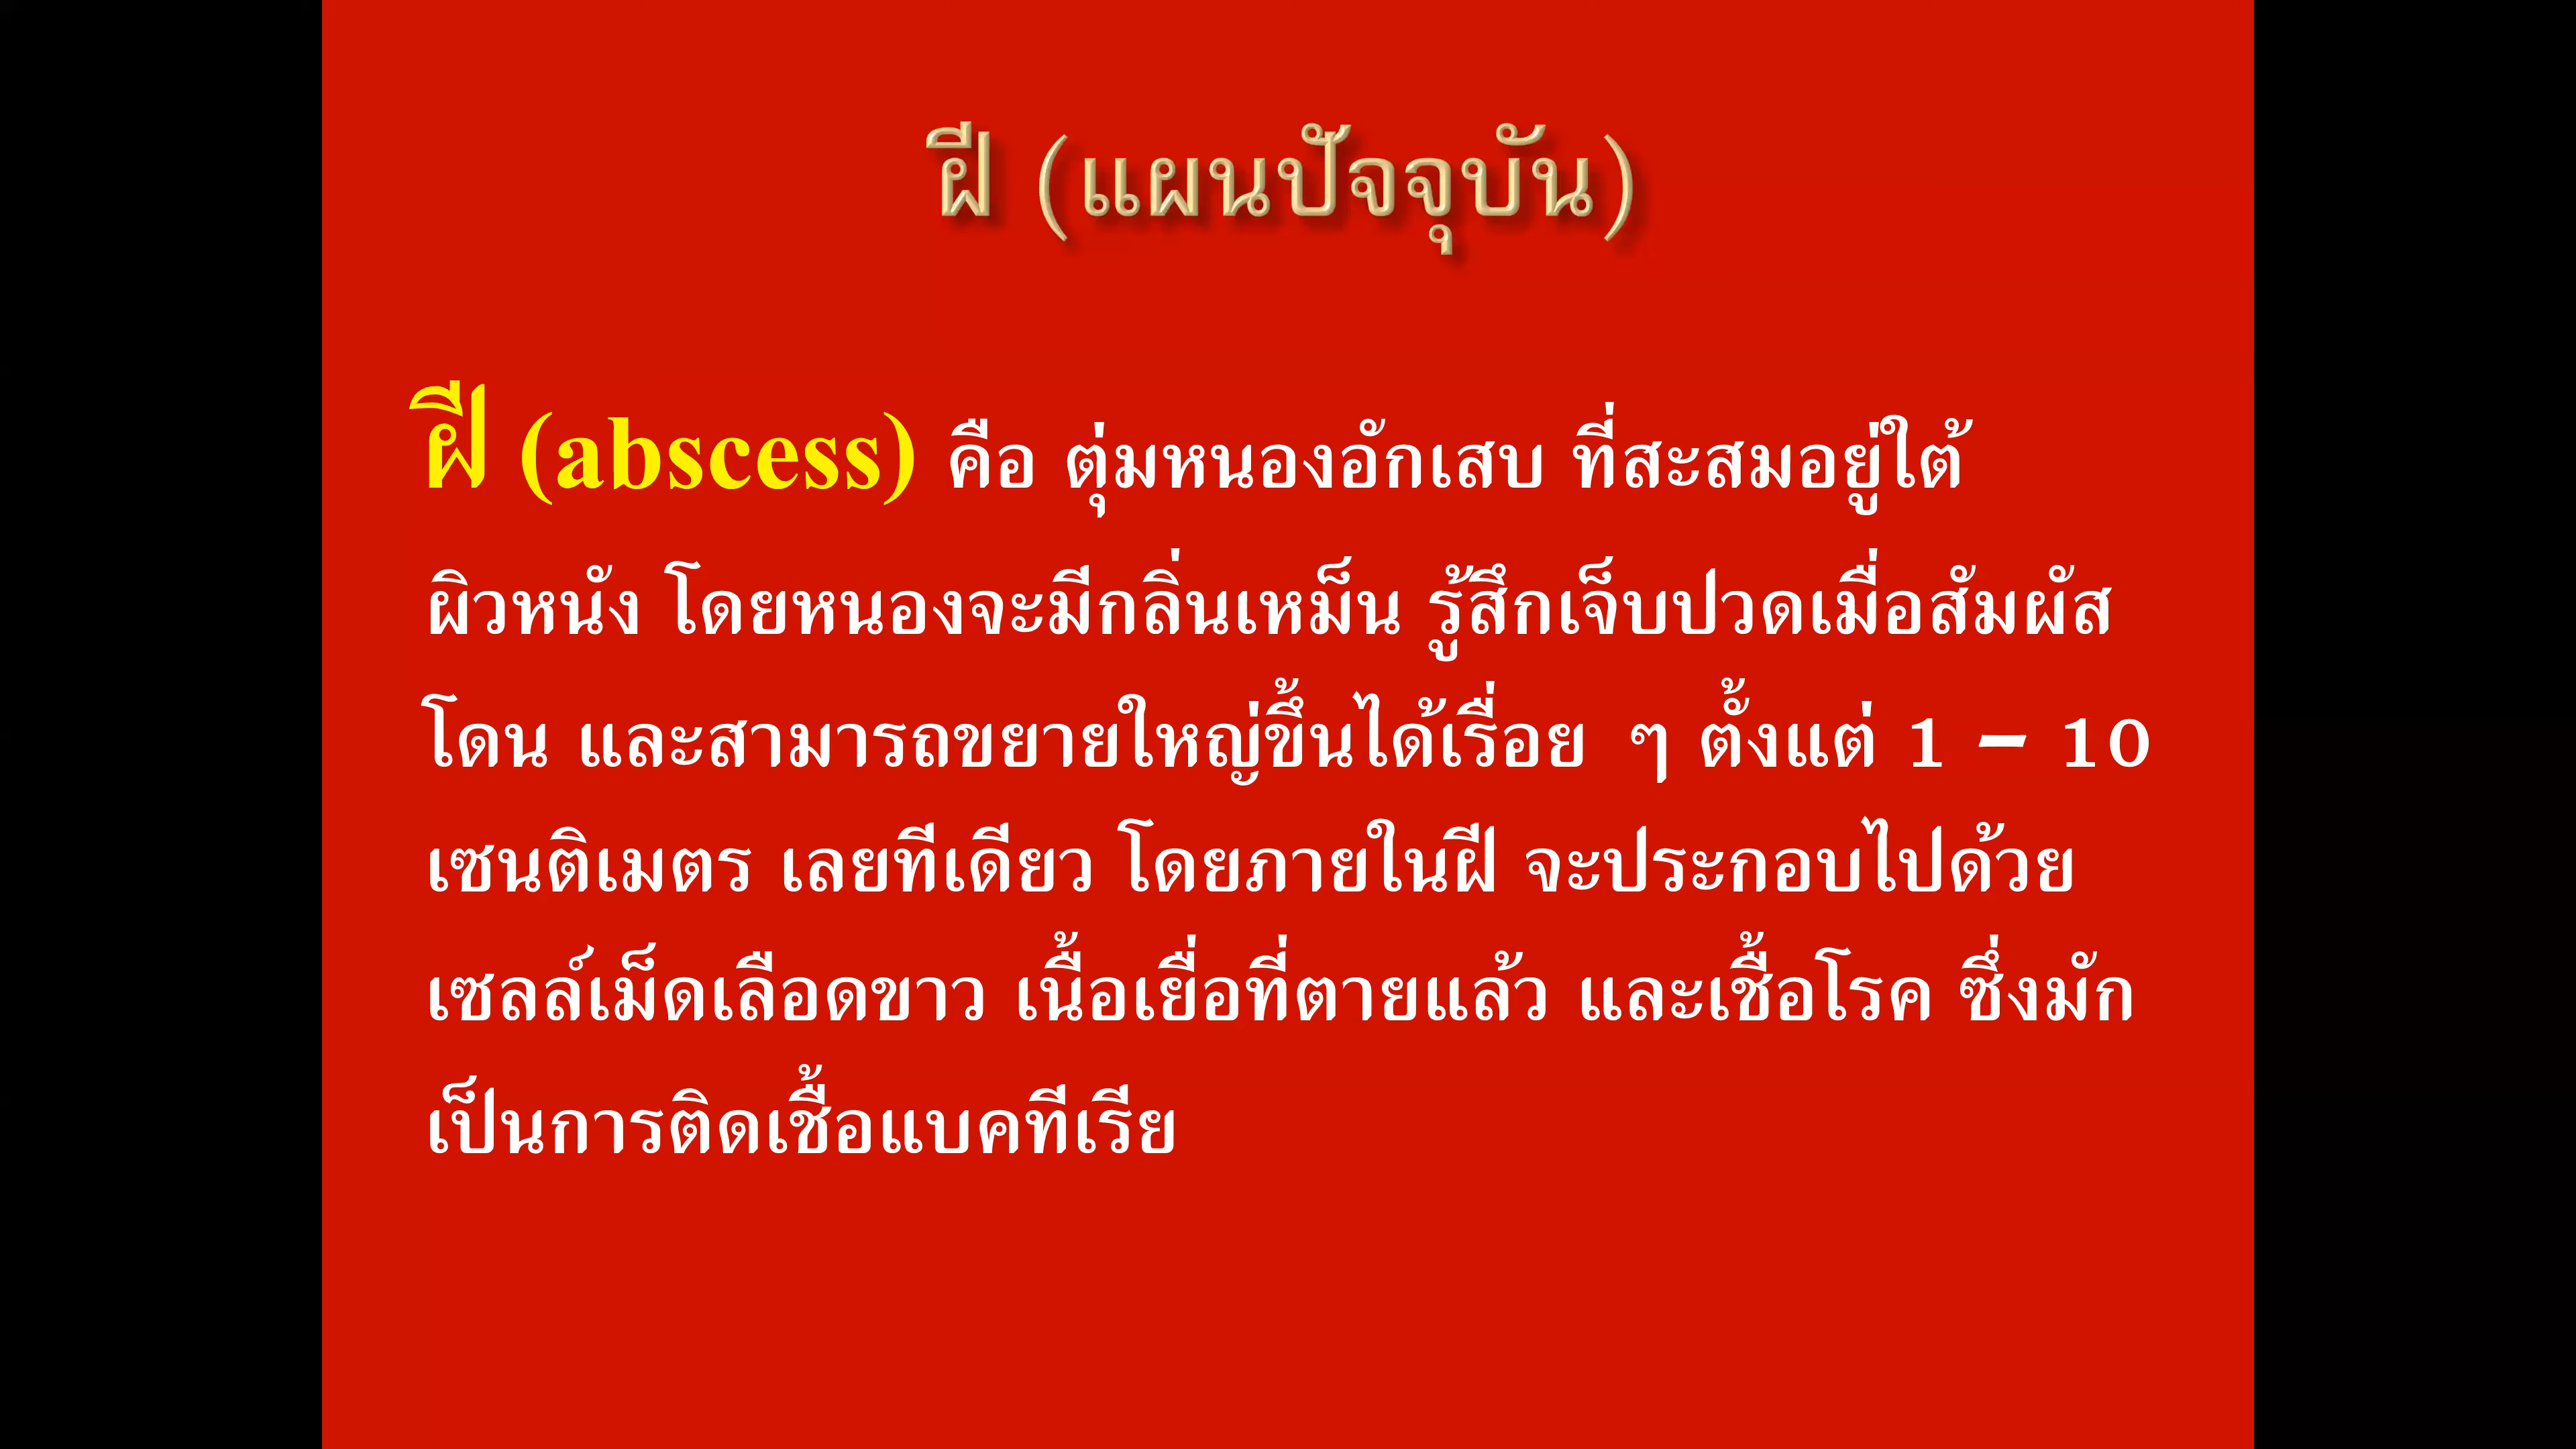 ฝี (แผนปัจจุบัน)
ฝี (abscess) คือ ตุ่มหนองอักเสบ ที่สะสมอยู่ใต้
ผิวหนัง โดยหนองจะมีกลิ่นเหม็น รู้สึกเจ็บปวดเมื่อสัมผัส
โดน และสามารถขยายใหญ่ขึ้นได้เรื่อย ๆ ตั้งแต่ 1 – 10
เซนติเมตร เลยทีเดียว โดยภายในฝี จะประกอบไปด้วย
เซลล์เม็ดเลือดขาว เนื้อเยื่อที่ตายแล้ว และเชื้อโรค ซึ่งมัก
เป็นการติดเชื้อแบคทีเรีย